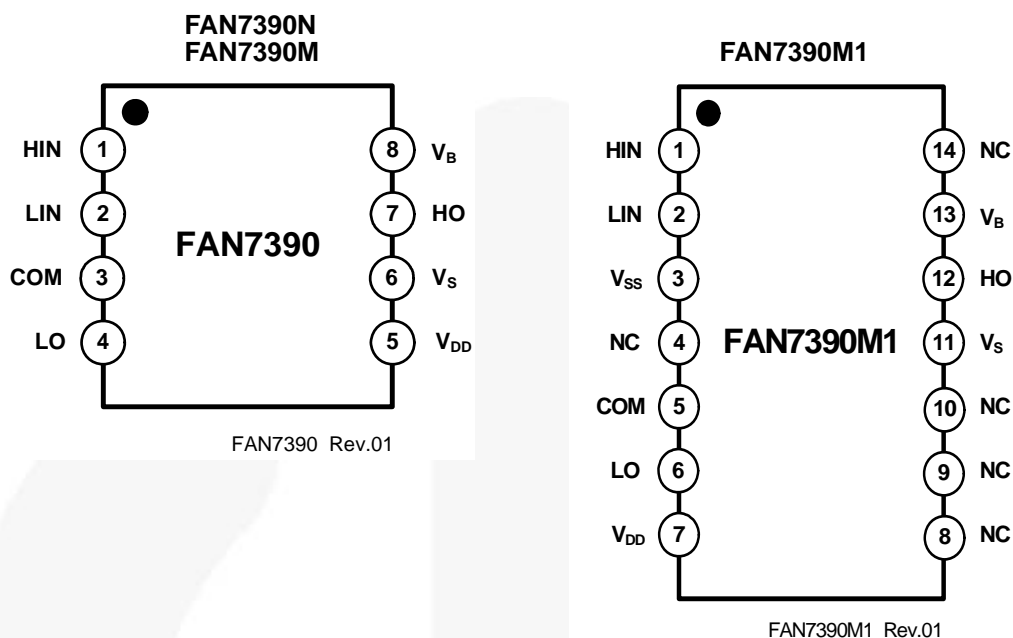 FAN7390N
FAN7390M
HIN 1
8 VB
LIN 2
7 HO
FAN7390
COM 3
6 VS
LO 4
5 VDD
FAN7390 Rev.01
FAN7390M1
HIN 1
14 NC
LIN 2
13 VB
VSS 3
12 HO
NC 4
FAN7390M1
11 VS
COM 5
10 NC
LO 6
9 NC
VDD 7
8 NC
FAN7390M1 Rev.01